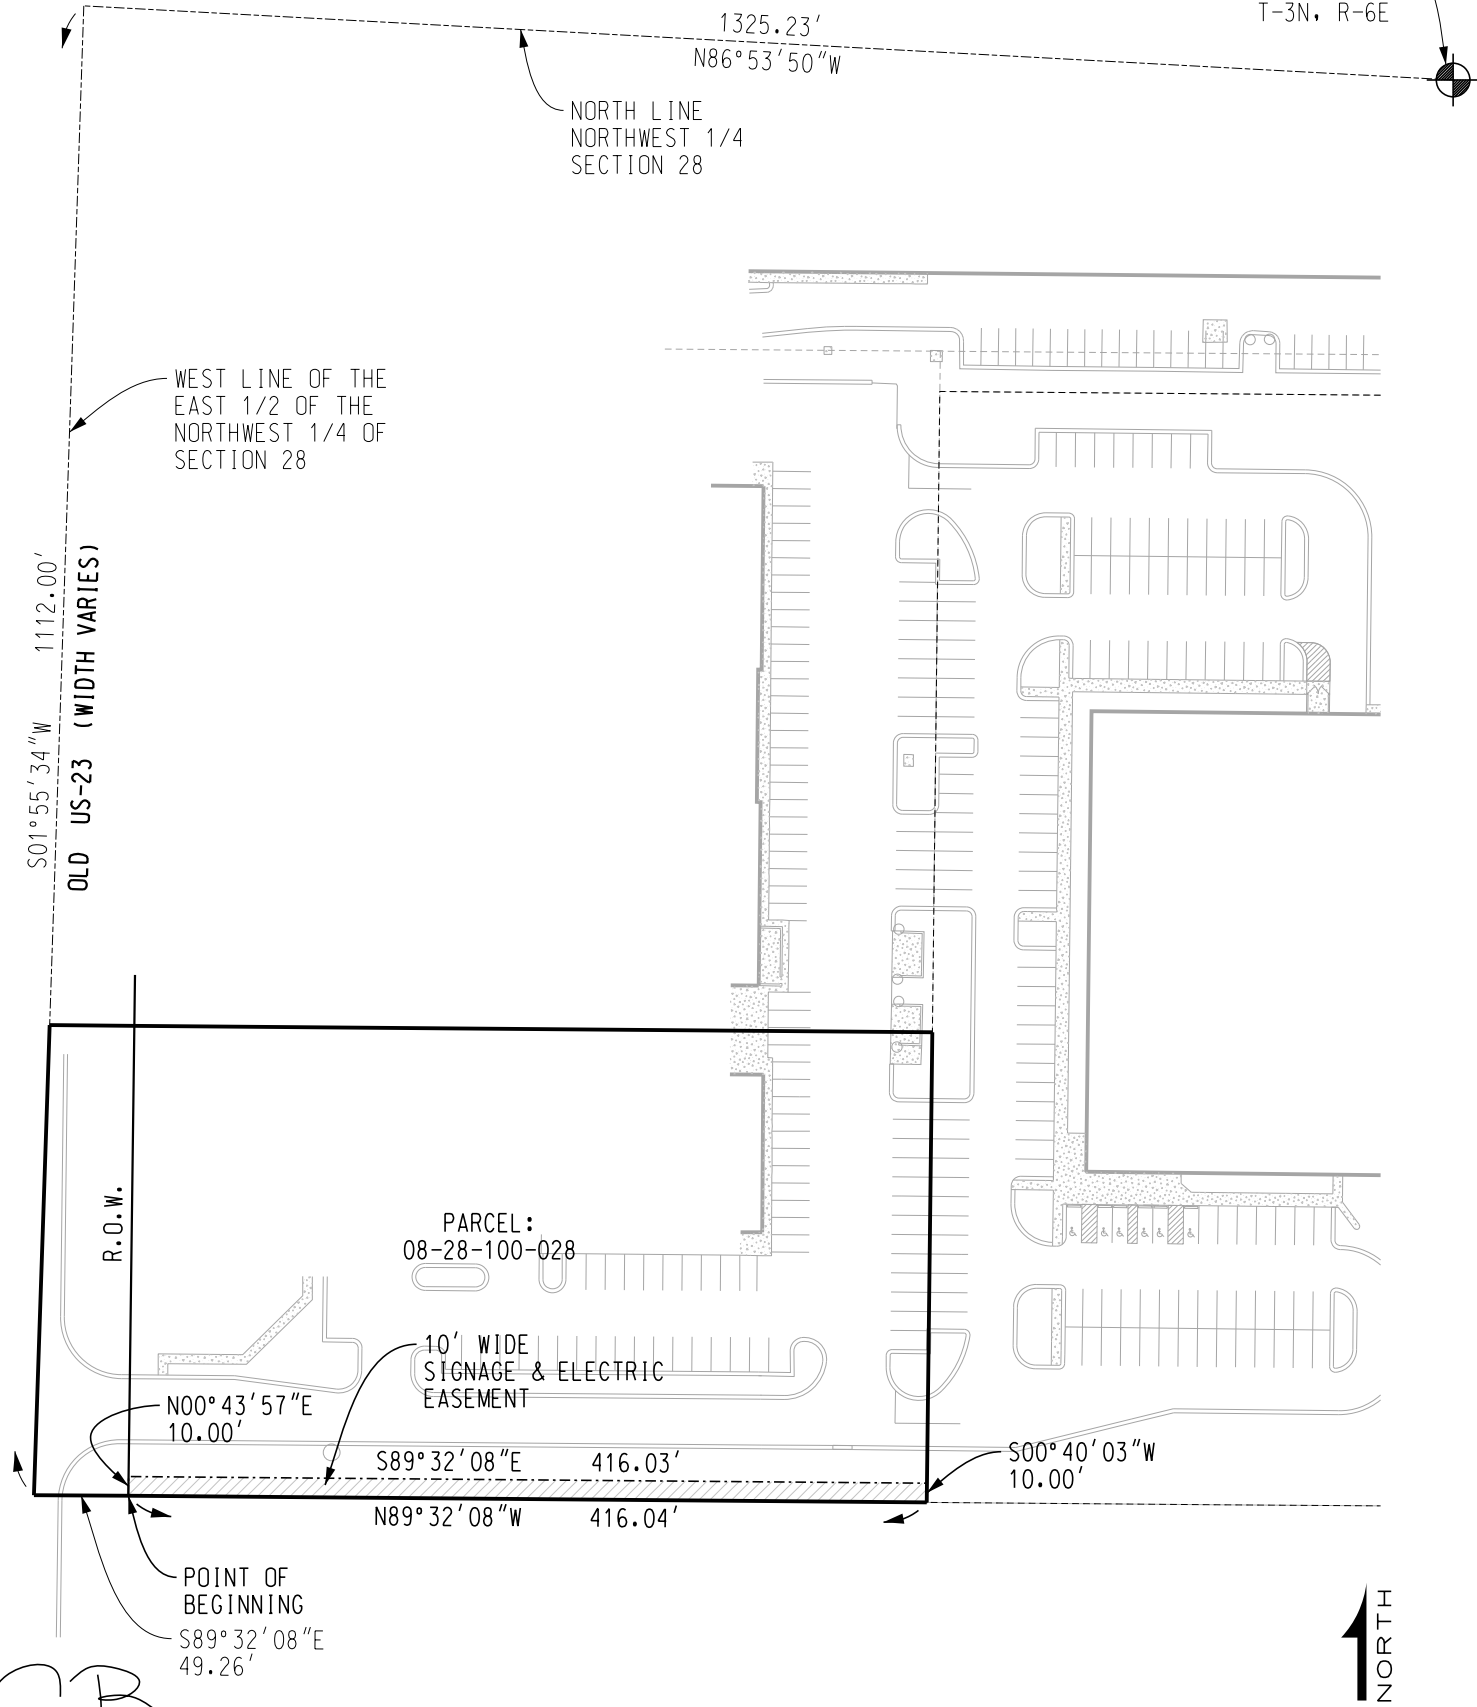 T-3N, R-6E
1325.23'
N86°53'50"W
NORTH LINE
NORTHWEST 1/4
SECTION 28
WEST LINE OF THE
EAST 1/2 OF THE
NORTHWEST 1/4 OF
SECTION 28
S01°55'34"W 1112.00'
OLD US-23 (WIDTH VARIES)
R.O.W.
PARCEL:
08-28-100-028
10' WIDE
SIGNAGE & ELECTRIC
EASEMENT
N00°43'57"E
10.00'
S89°32'08"E 416.03'
S00°40'03"W
10.00'
N89°32'08"W 416.04'
POINT OF
BEGINNING
S89°32'08"E
49.26'
NORTH